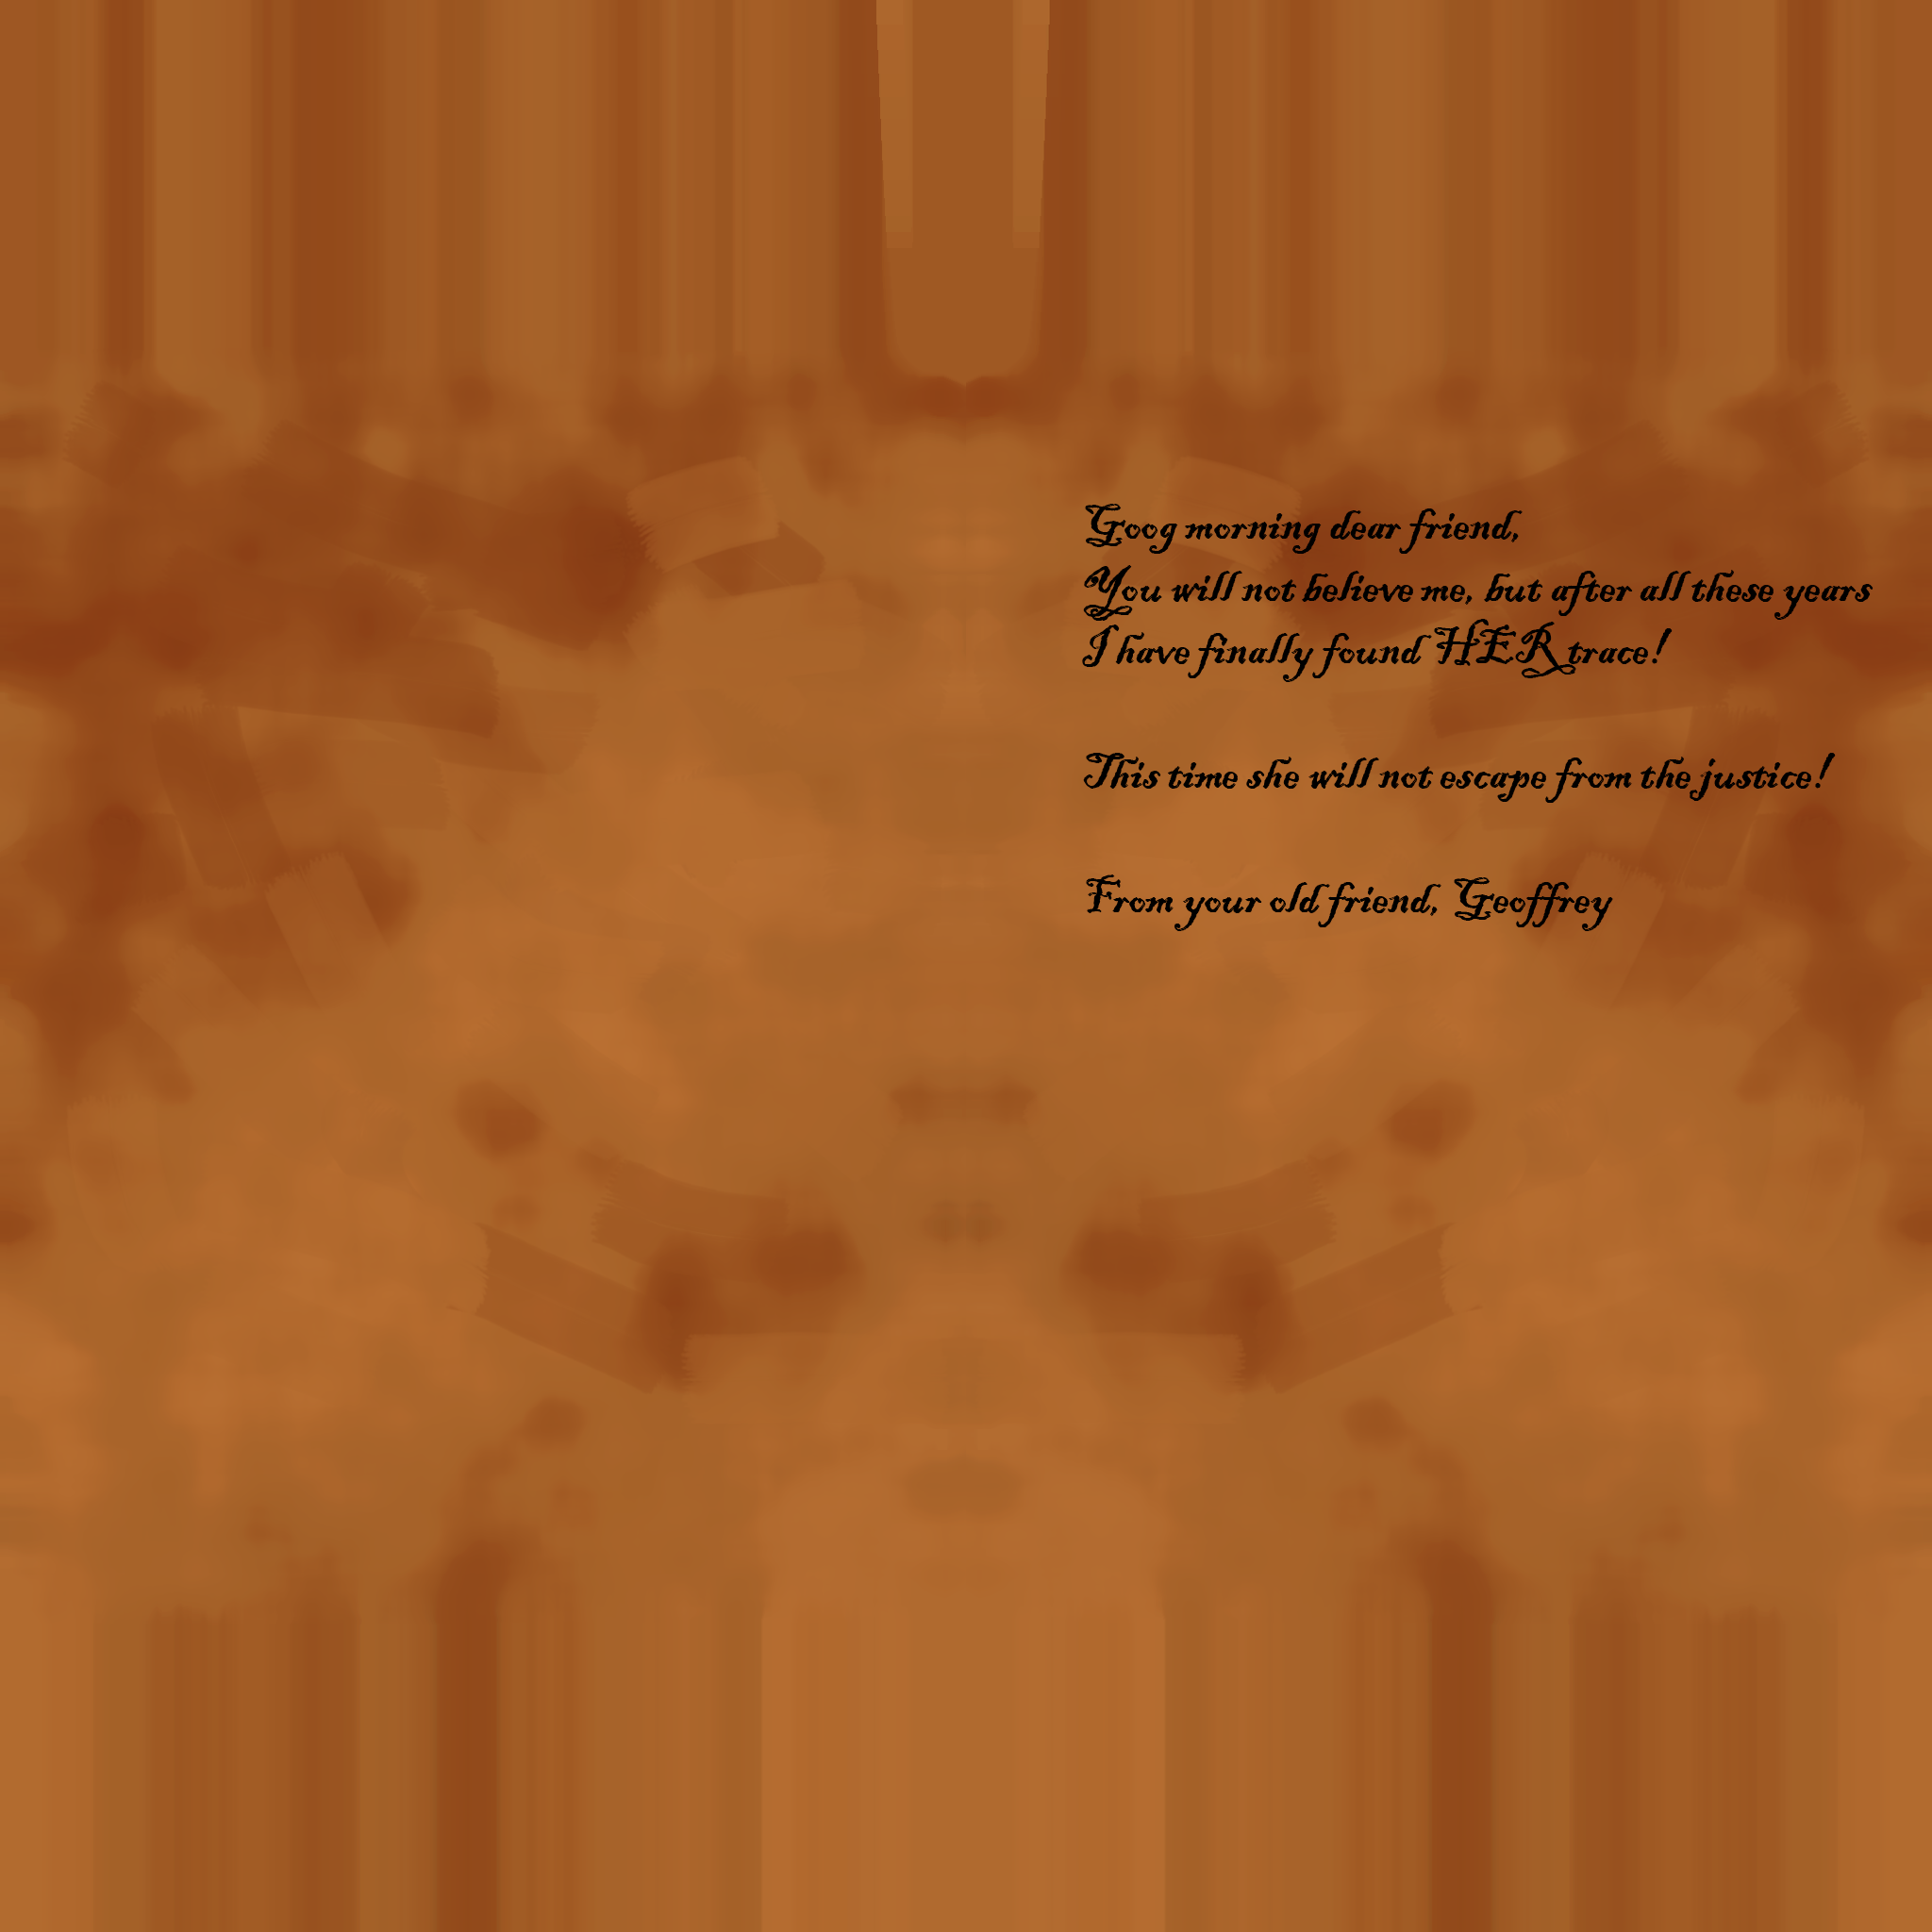 Goog morning dear friend,
You will not believe me, but after all these years
I have finally found HER trace!
This time she will not escape from the justice!
From your old friend, Geoffrey